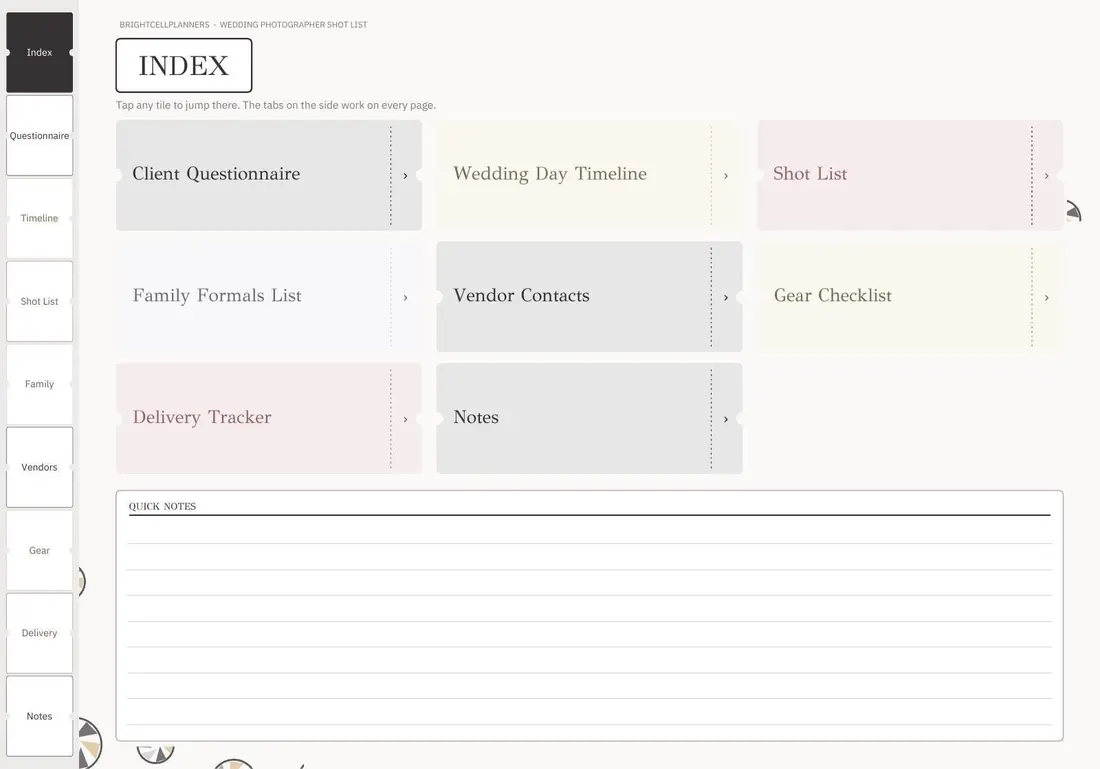 BRIGHTCELLPLANNERS · WEDDING PHOTOGRAPHER SHOT LIST
INDEX
Tap any tile to jump there. The tabs on the side work on every page.
Index
Questionnaire
Timeline
Shot List
Family
Vendors
Gear
Delivery
Notes
Client Questionnaire ›
Wedding Day Timeline ›
Shot List ›
Family Formals List ›
Vendor Contacts ›
Gear Checklist ›
Delivery Tracker ›
Notes ›
QUICK NOTES